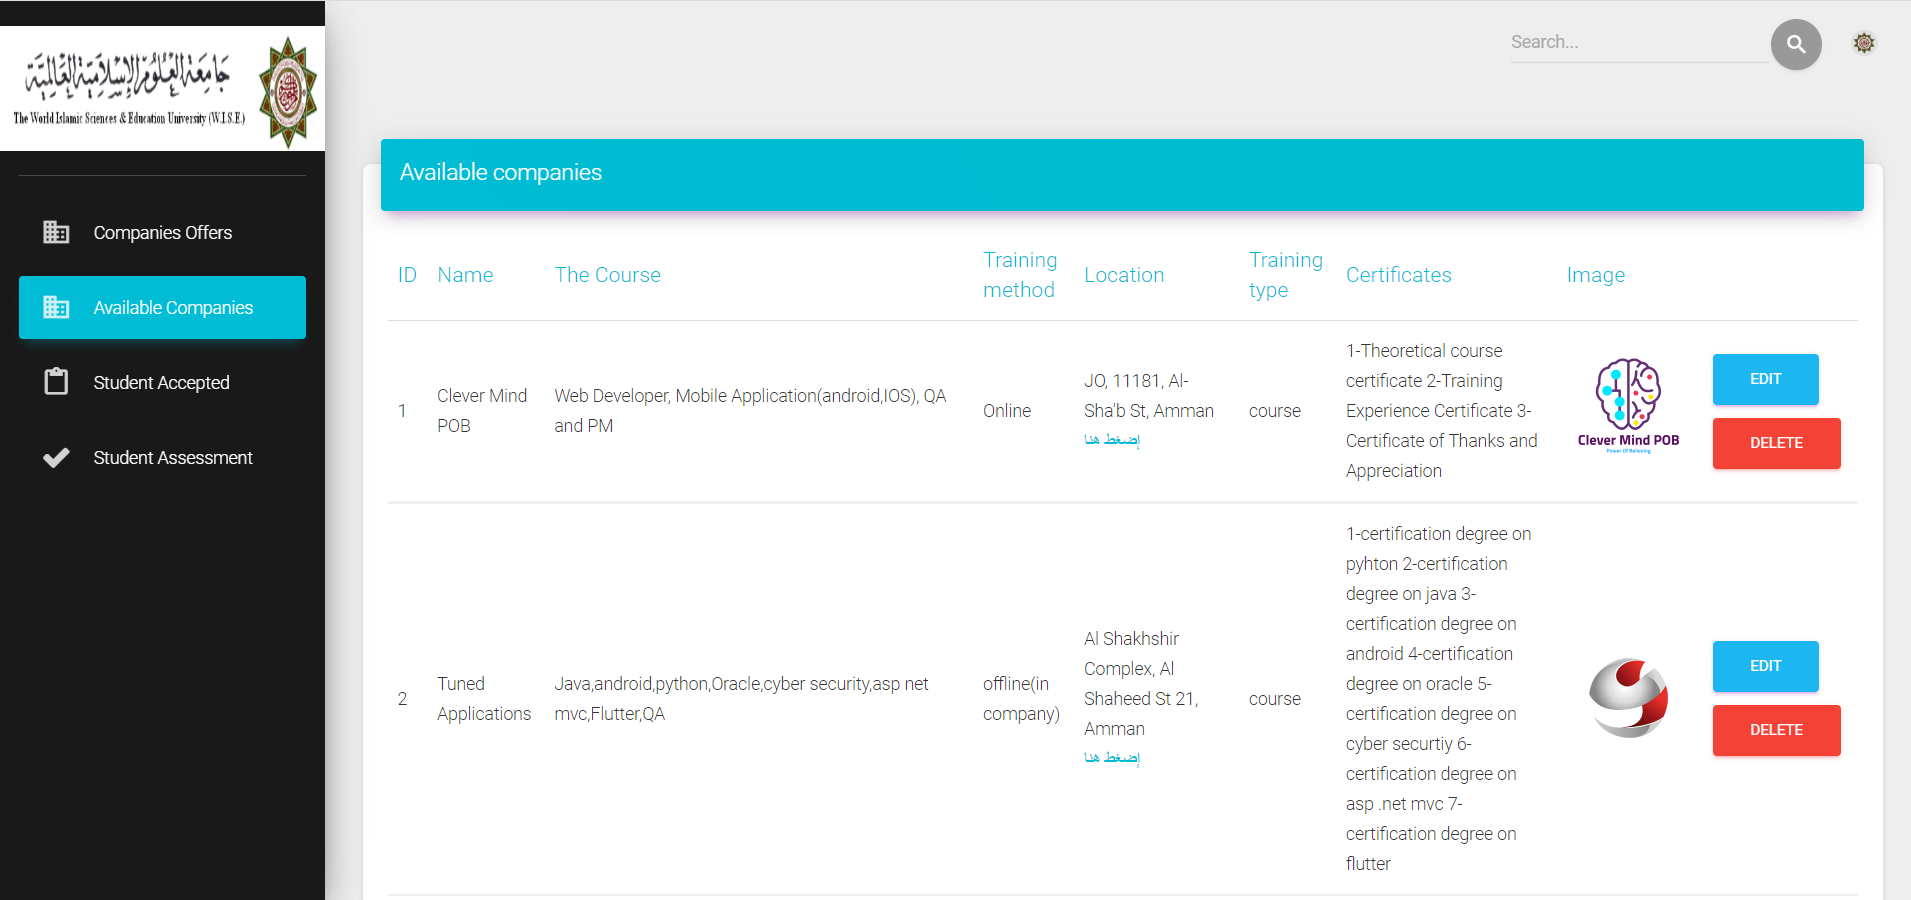 جامعة العلوم الإسلامية العالمية
The World Islamic Sciences & Education University (W.I.S.E.)
Companies Offers
Available Companies
Student Accepted
Student Assessment
Search...
Available companies
ID
Name
The Course
Training
method
Location
Training
type
Certificates
Image
1
Clever Mind
POB
Web Developer, Mobile Application(android,IOS), QA
and PM
Online
JO, 11181, Al-
Sha'b St, Amman
إضغط هنا
course
1-Theoretical course
certificate 2-Training
Experience Certificate 3-
Certificate of Thanks and
Appreciation
Clever Mind POB
Power Of Believing
EDIT
DELETE
2
Tuned
Applications
Java,android,python,Oracle,cyber security,asp net
mvc,Flutter,QA
offline(in
company)
Al Shakhshir
Complex, Al
Shaheed St 21,
Amman
إضغط هنا
course
1-certification degree on
pyhton 2-certification
degree on java 3-
certification degree on
android 4-certification
degree on oracle 5-
certification degree on
cyber securtiy 6-
certification degree on
asp .net mvc 7-
certification degree on
flutter
EDIT
DELETE